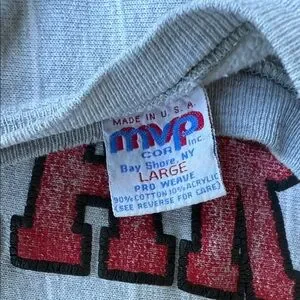 MADE IN U.S.A.
mvp
CORP Inc.
Bay Shore, NY
LARGE
PRO WEAVE
90% COTTON 10% ACRYLIC
(SEE REVERSE FOR CARE)